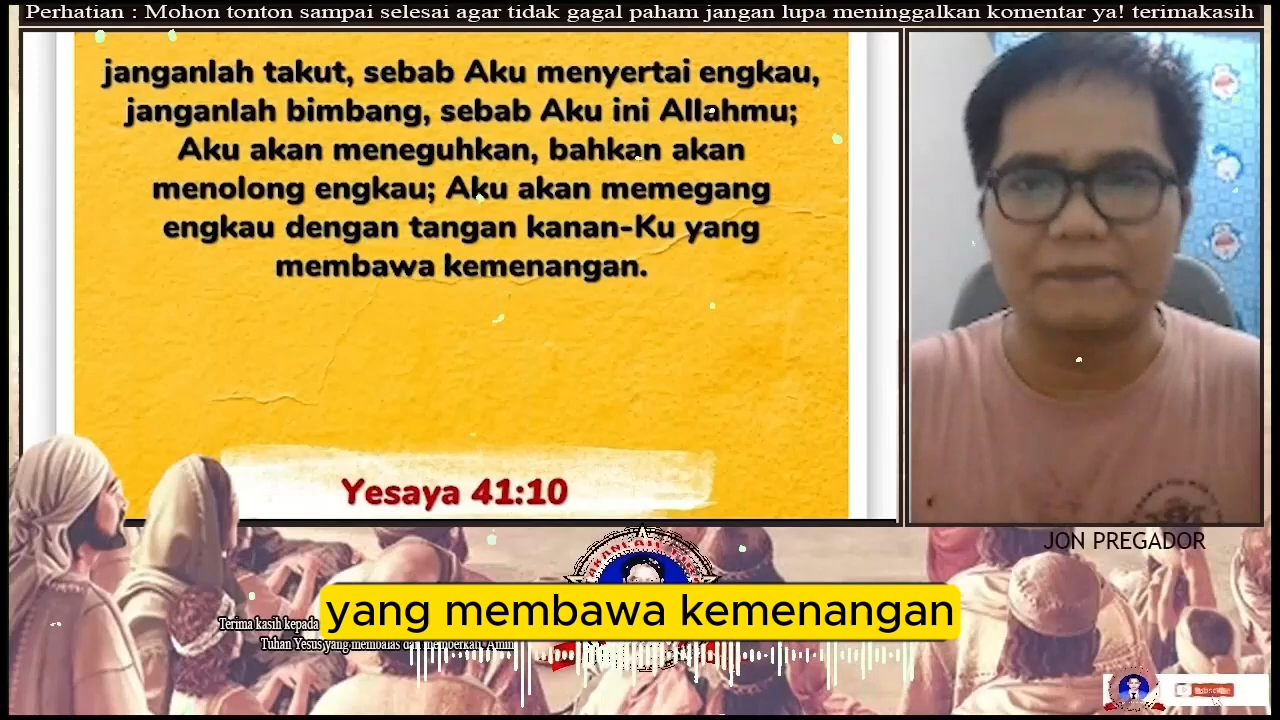 Perhatian : Mohon tonton sampai selesai agar tidak gagal paham jangan lupa meninggalkan komentar ya! terimakasih
janganlah takut, sebab Aku menyertai engkau,
janganlah bimbang, sebab Aku ini Allahmu;
Aku akan meneguhkan, bahkan akan
menolong engkau; Aku akan memegang
engkau dengan tangan kanan-Ku yang
membawa kemenangan.
Yesaya 41:10
JON PREGADOR
yang membawa kemenangan
Terima kasih kepada
Tuhan Yesus yang membalas dan memberkati Amin
Subscribe